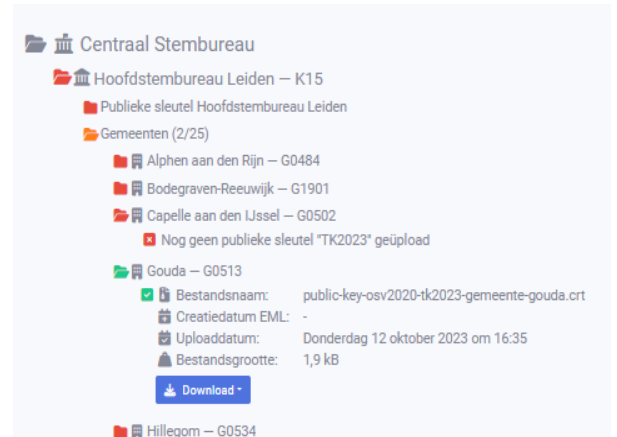 Centraal Stembureau
Hoofdstembureau Leiden – K15
Publieke sleutel Hoofdstembureau Leiden
Gemeenten (2/25)
Alphen aan den Rijn – G0484
Bodegraven-Reeuwijk – G1901
Capelle aan den IJssel – G0502
Nog geen publieke sleutel "TK2023" geüpload
Gouda – G0513
Bestandsnaam: public-key-osv2020-tk2023-gemeente-gouda.crt
Creatiedatum EML: -
Uploaddatum: Donderdag 12 oktober 2023 om 16:35
Bestandsgrootte: 1,9 kB
Download
Hillegom – G0534